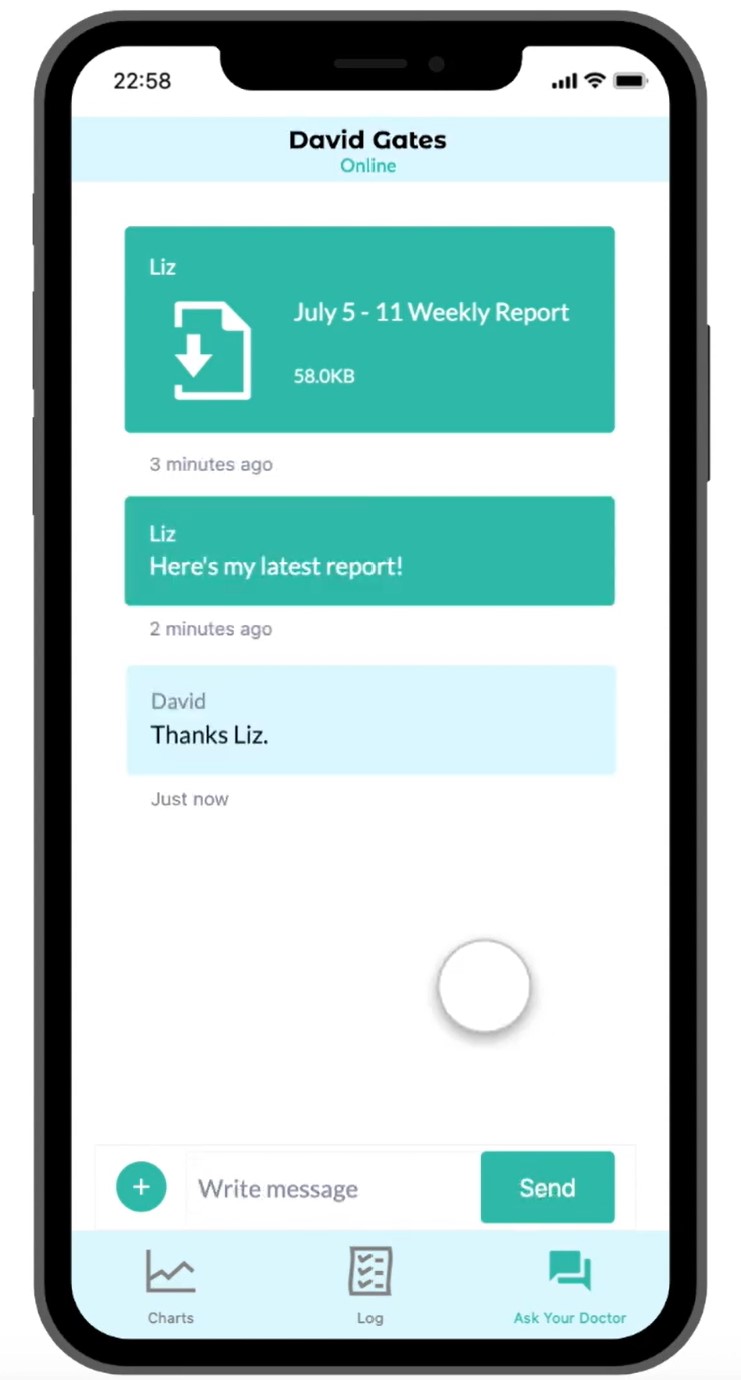 22:58
David Gates
Online
Liz
July 5 - 11 Weekly Report
58.0KB
3 minutes ago
Liz
Here's my latest report!
2 minutes ago
David
Thanks Liz.
Just now
+
Write message
Send
Charts
Log
Ask Your Doctor